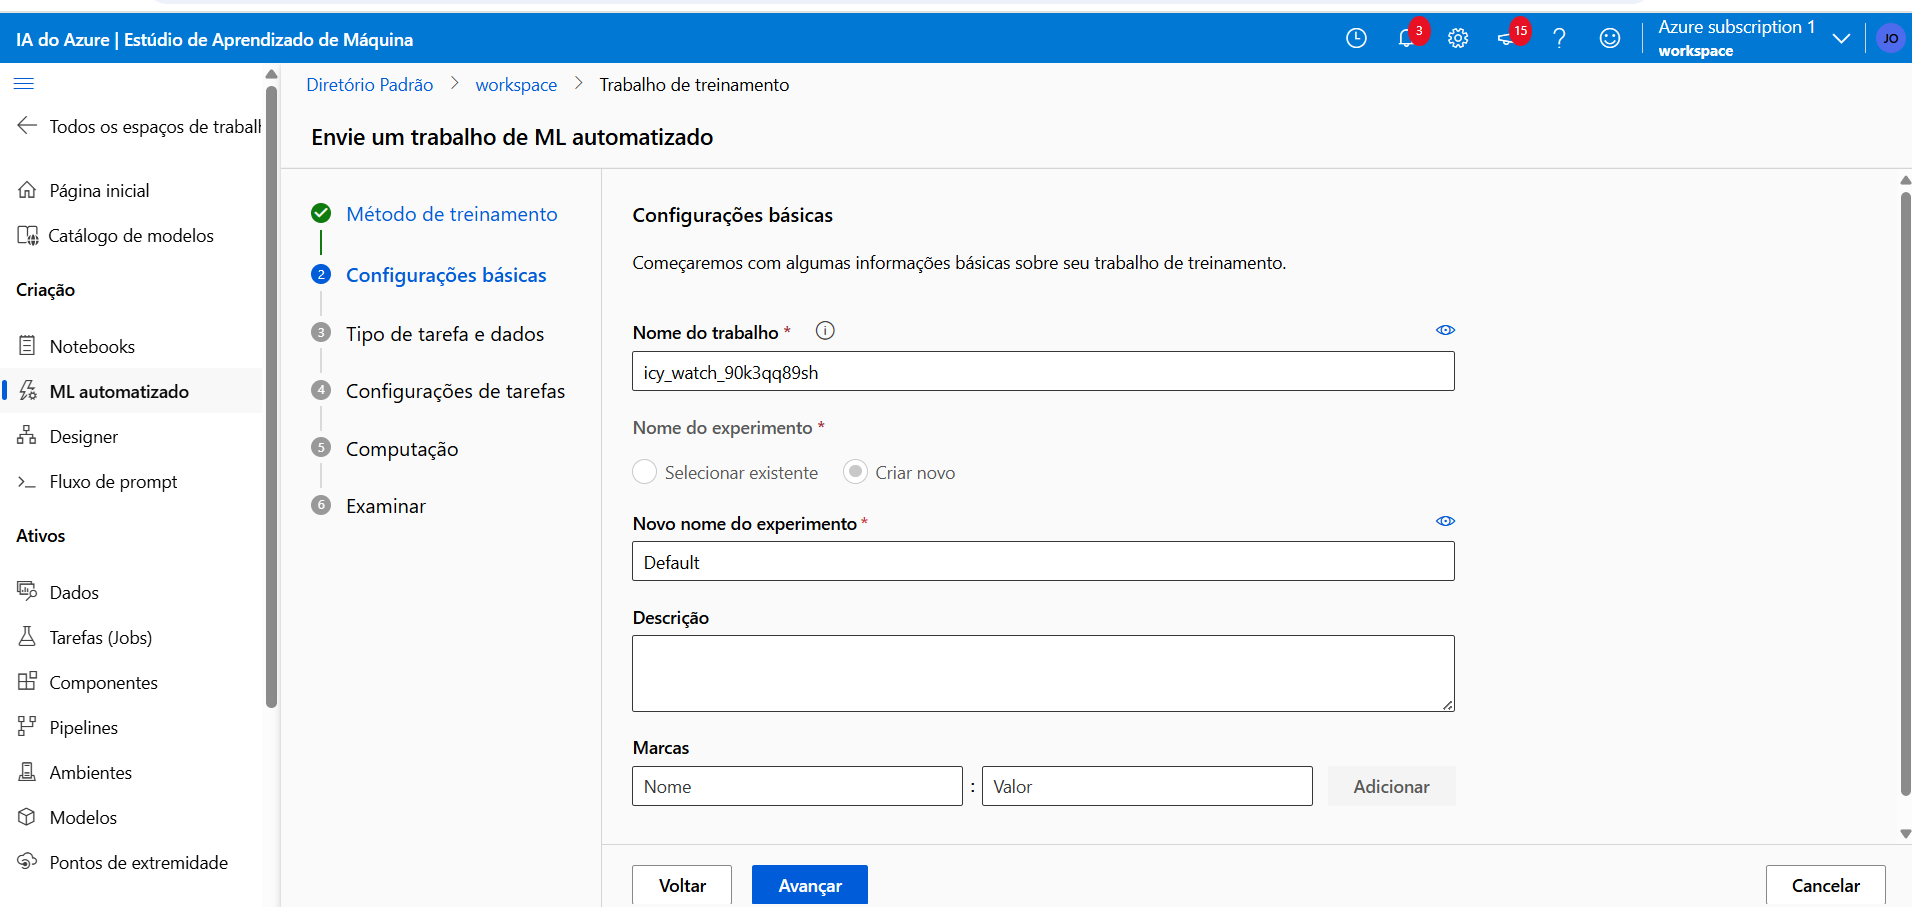 IA do Azure | Estúdio de Aprendizado de Máquina
3
15
Azure subscription 1
workspace
JO
Todos os espaços de trabalh
Página inicial
Catálogo de modelos
Criação
Notebooks
ML automatizado
Designer
Fluxo de prompt
Ativos
Dados
Tarefas (Jobs)
Componentes
Pipelines
Ambientes
Modelos
Pontos de extremidade
Diretório Padrão > workspace > Trabalho de treinamento
Envie um trabalho de ML automatizado
Método de treinamento
2 Configurações básicas
3 Tipo de tarefa e dados
4 Configurações de tarefas
5 Computação
6 Examinar
Configurações básicas
Começaremos com algumas informações básicas sobre seu trabalho de treinamento.
Nome do trabalho *
icy_watch_90k3qq89sh
Nome do experimento *
Selecionar existente Criar novo
Novo nome do experimento *
Default
Descrição
Marcas
Nome : Valor Adicionar
Voltar Avançar Cancelar